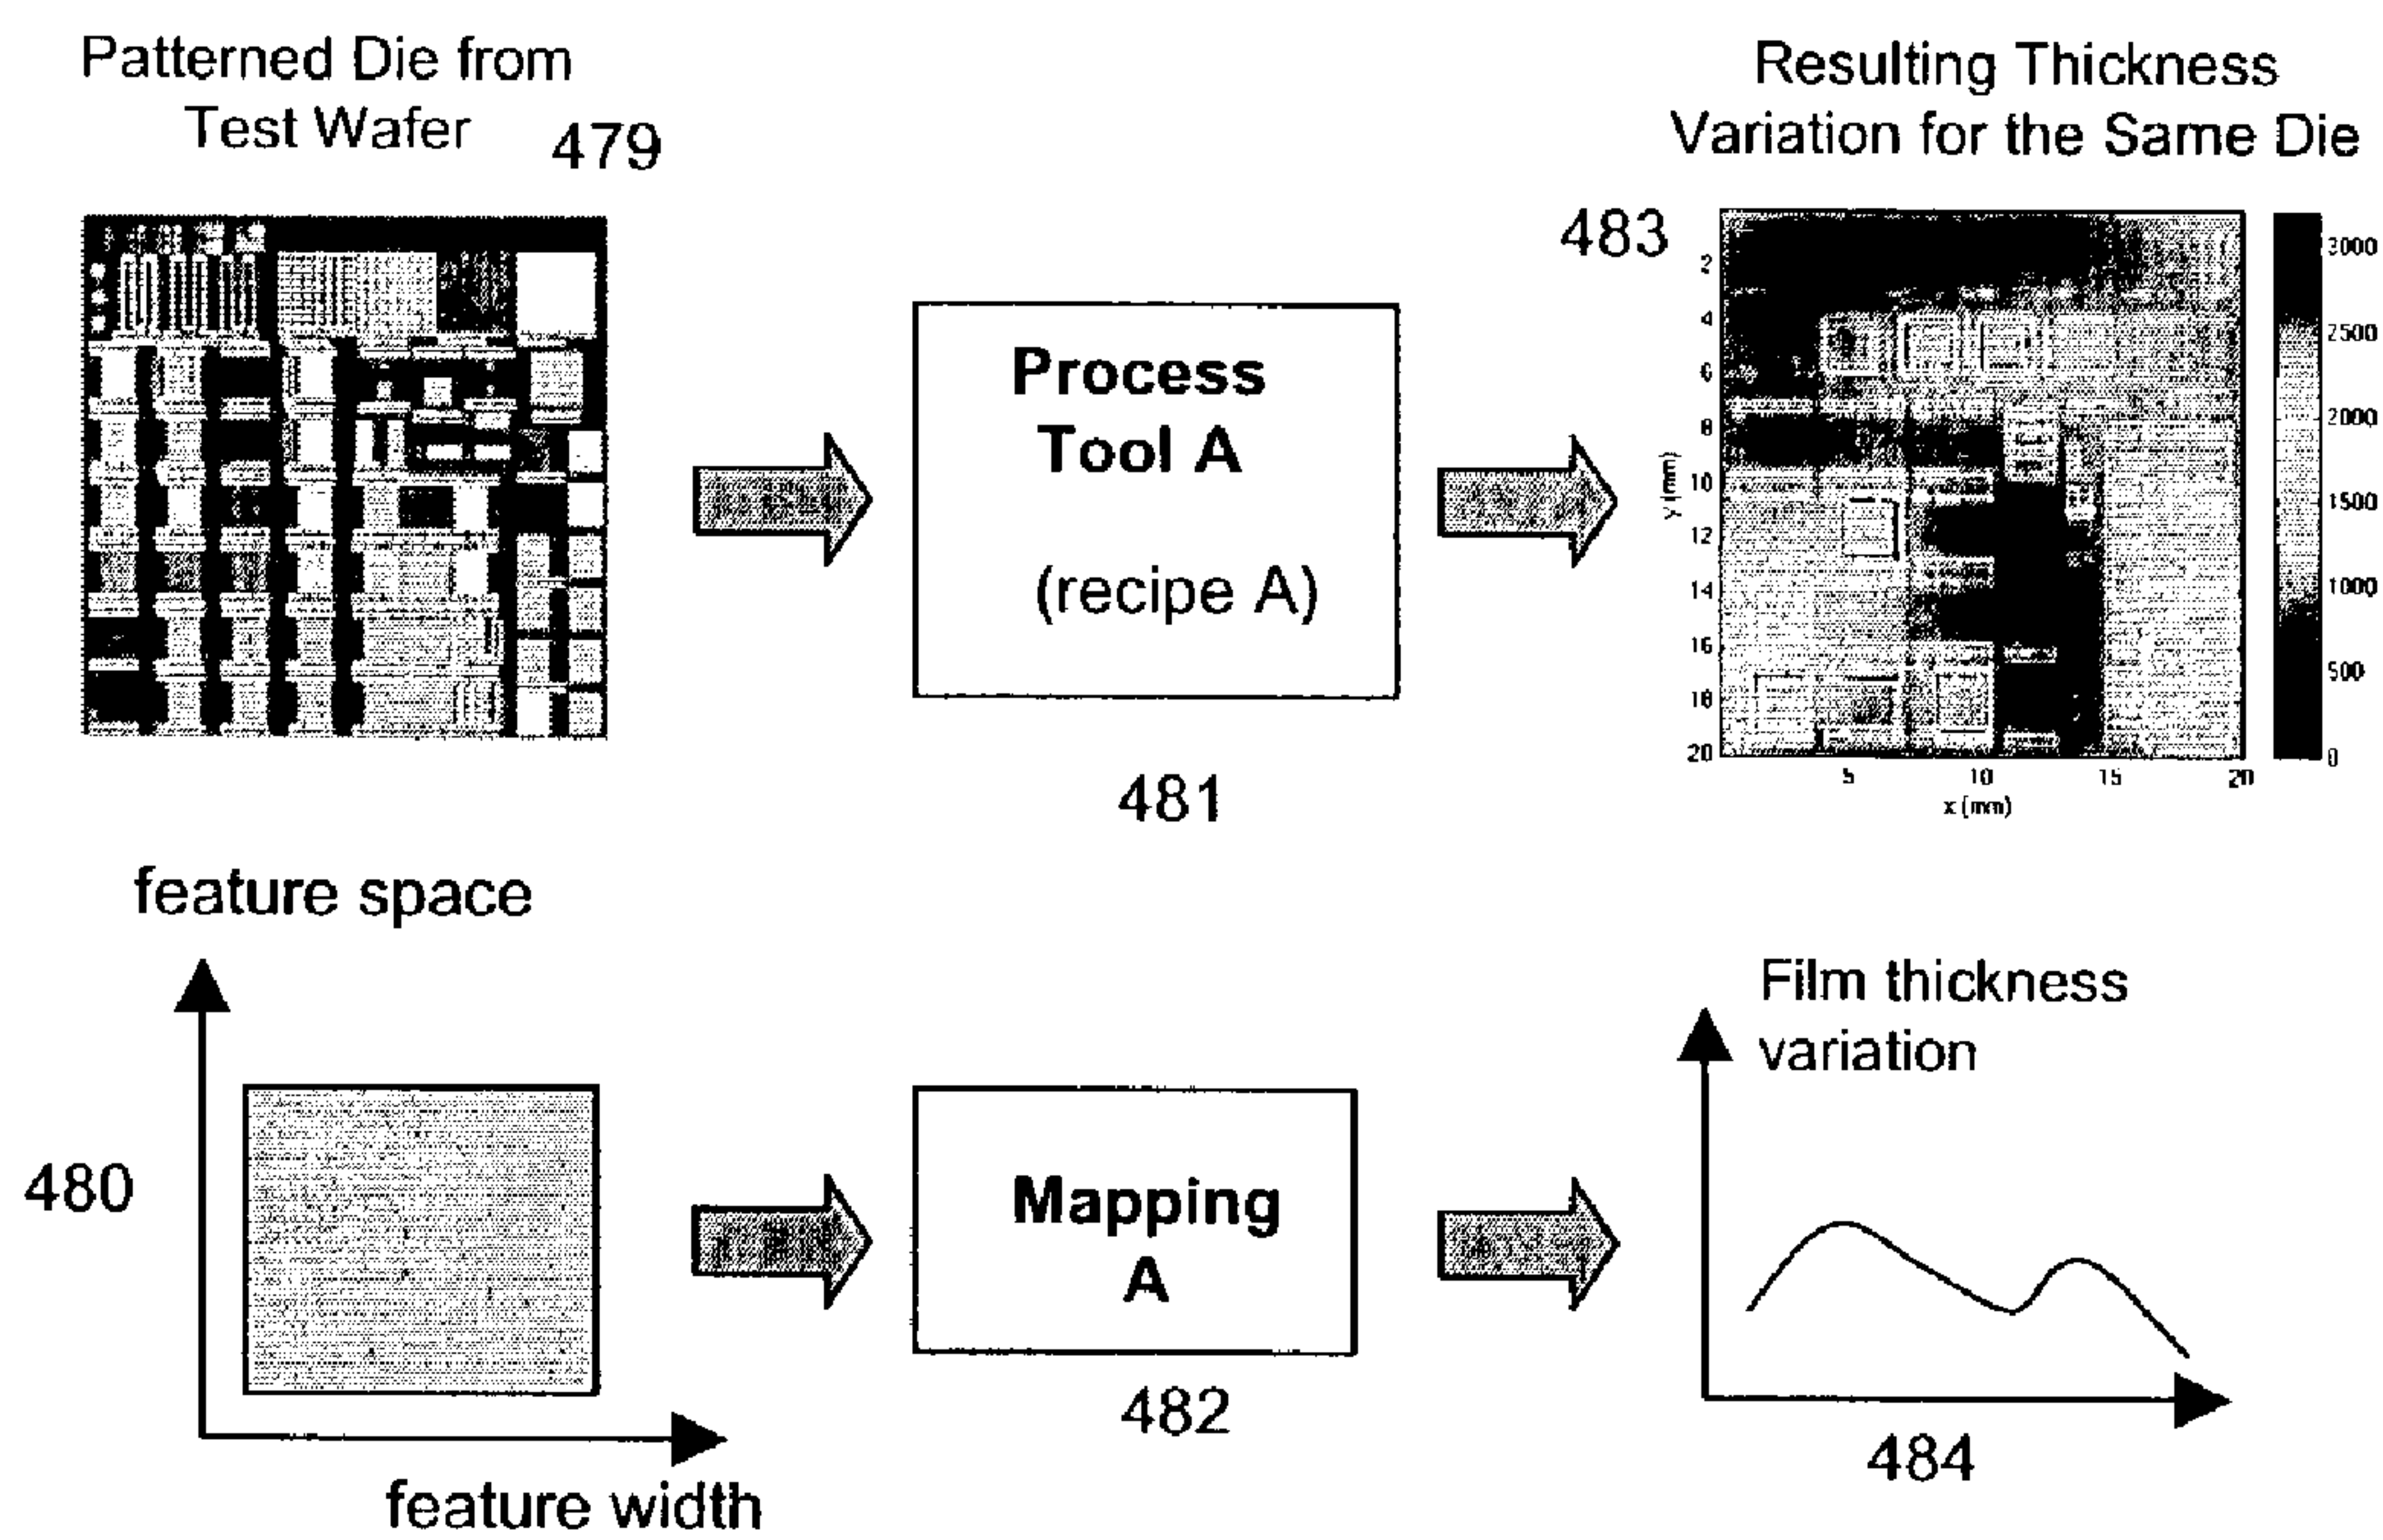 Patterned Die from
Test Wafer
479
Resulting Thickness
Variation for the Same Die
483
Process
Tool A
(recipe A)
481
2
4
6
8
10
12
14
16
18
20
y (mm)
5
10
15
20
x (mm)
3000
2500
2000
1500
1000
500
0
feature space
480
feature width
Mapping
A
482
Film thickness
variation
484